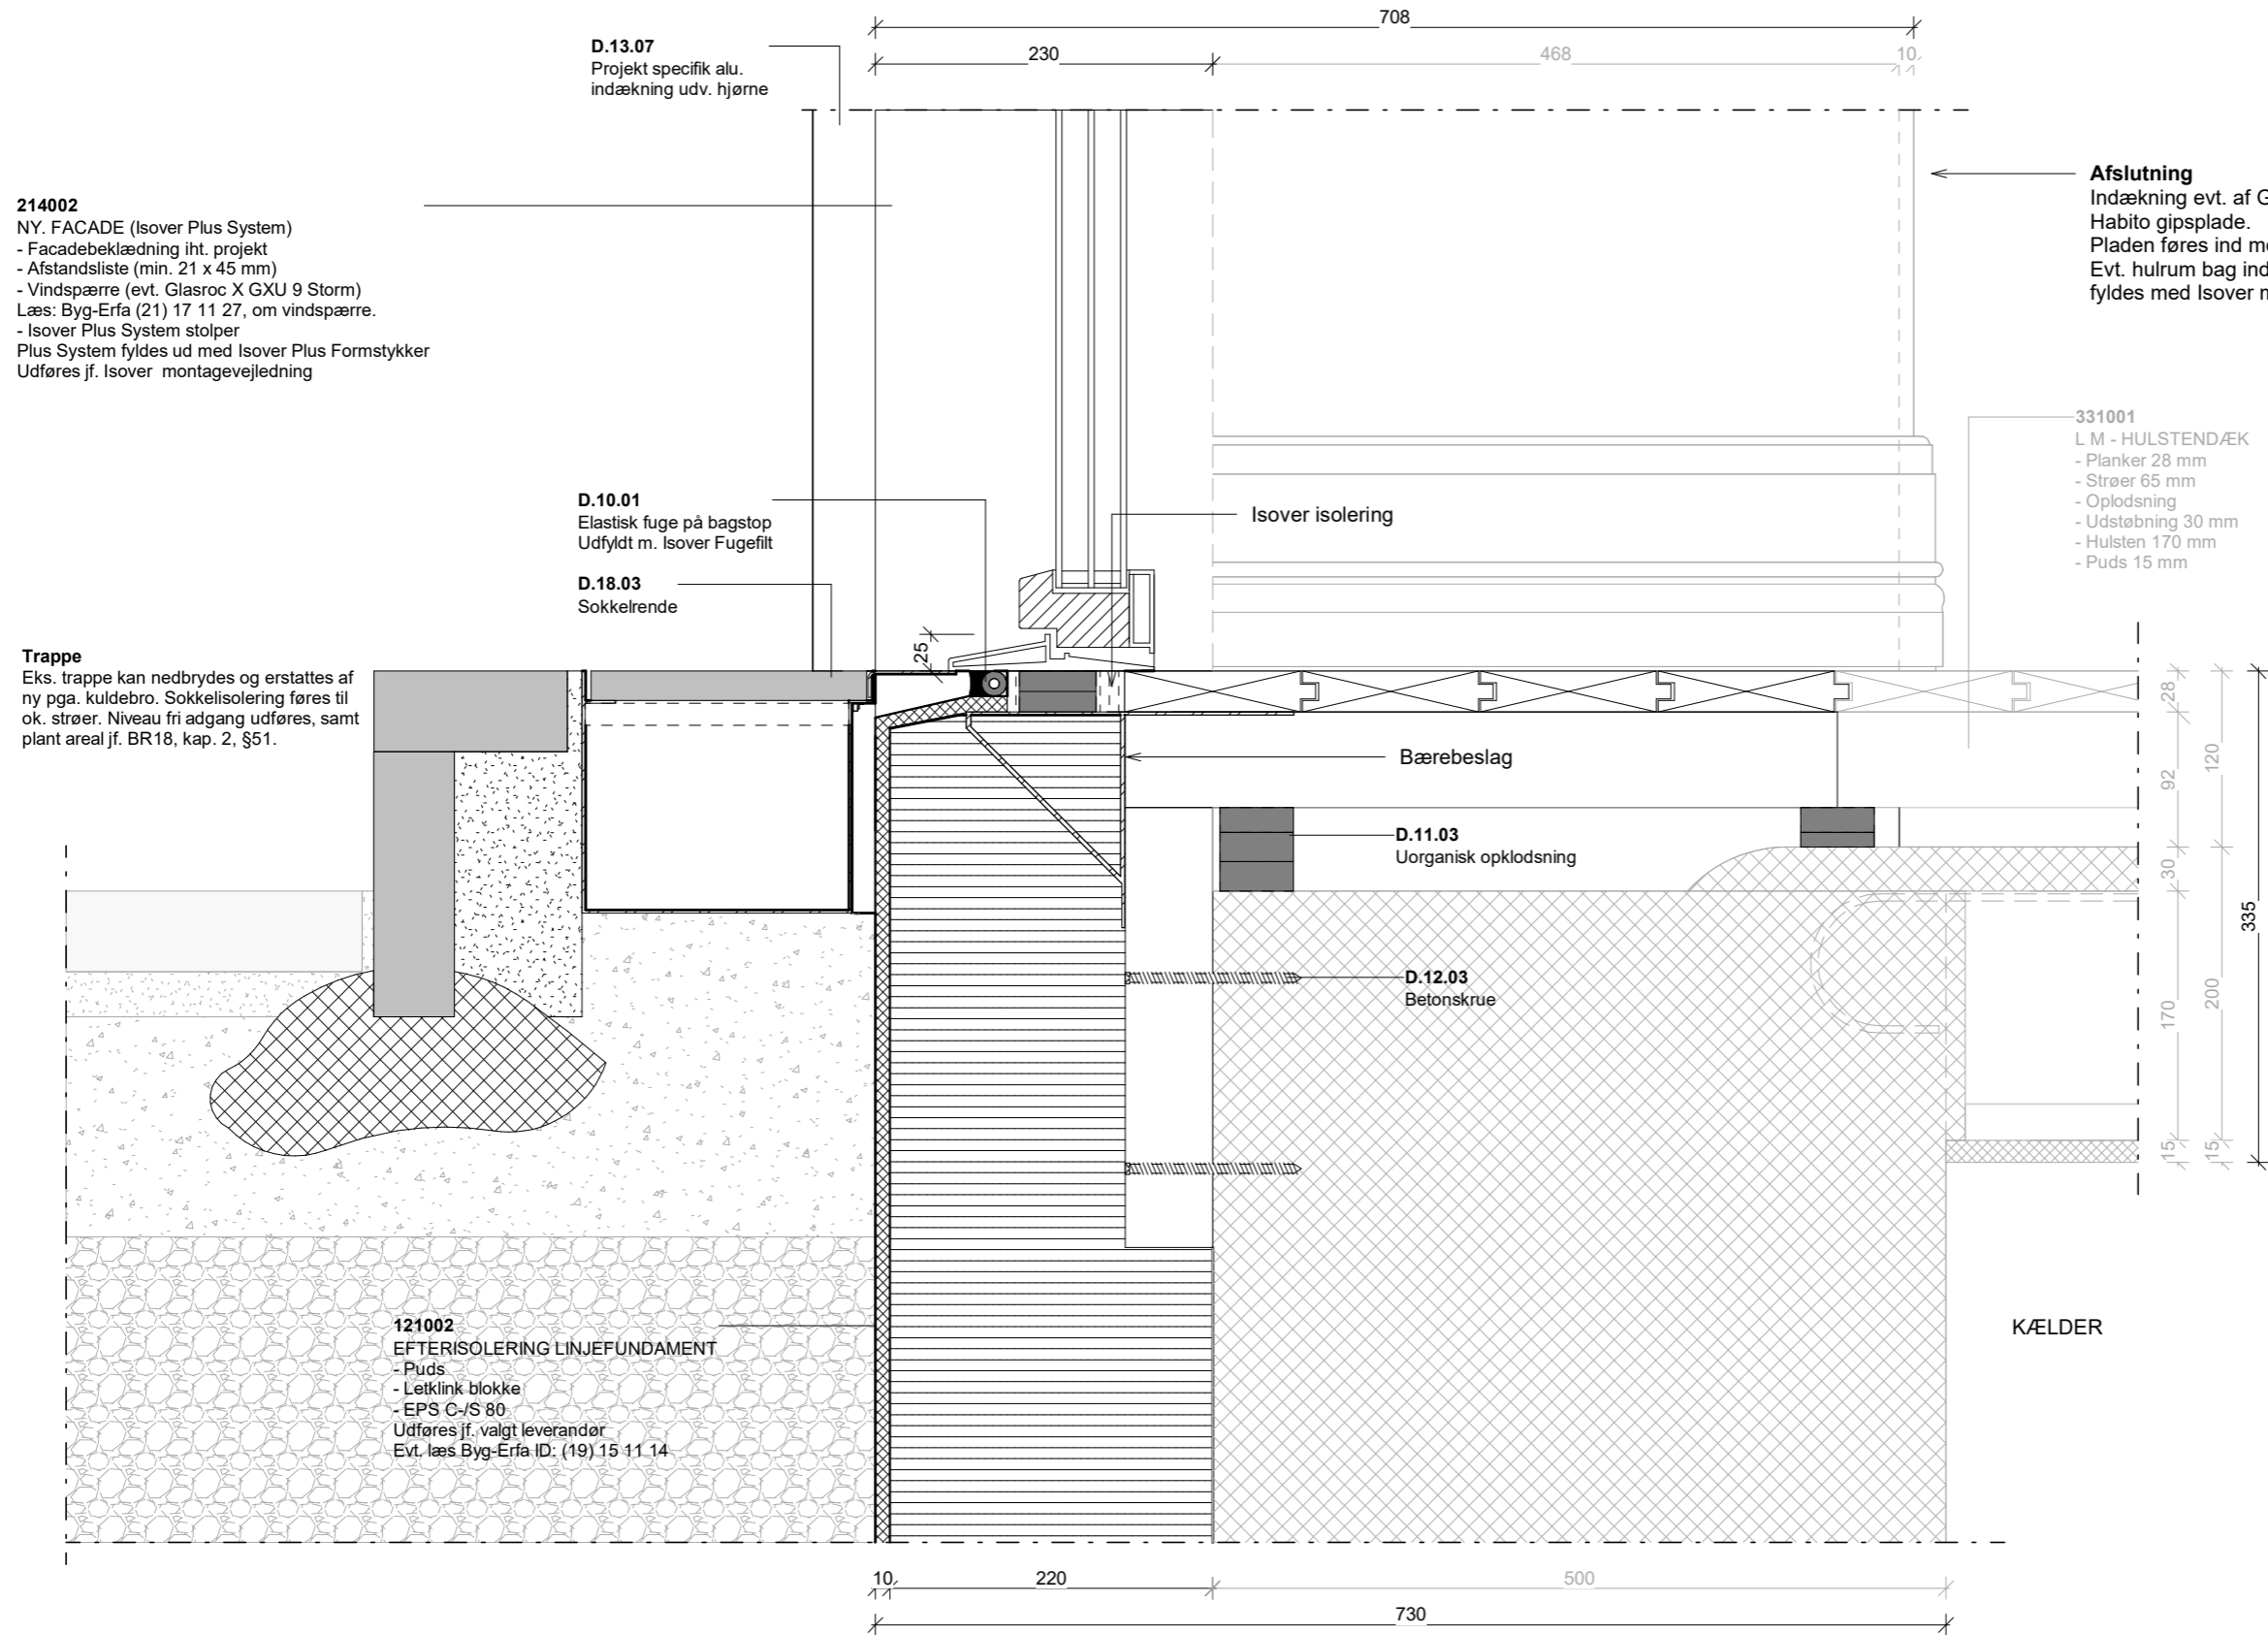 708
230
468
10
D.13.07
Projekt specifik alu.
indækning udv. hjørne
214002
NY. FACADE (Isover Plus System)
- Facadebeklædning iht. projekt
- Afstandsliste (min. 21 x 45 mm)
- Vindspærre (evt. Glasroc X GXU 9 Storm)
Læs: Byg-Erfa (21) 17 11 27, om vindspærre.
- Isover Plus System stolper
Plus System fyldes ud med Isover Plus Formstykker
Udføres jf. Isover montagevejledning
Afslutning
Indækning evt. af G
Habito gipsplade.
Pladen føres ind m
Evt. hulrum bag ind
fyldes med Isover m
331001
L M - HULSTENDÆK
- Planker 28 mm
- Strøer 65 mm
- Oplodsning
- Udstøbning 30 mm
- Hulsten 170 mm
- Puds 15 mm
D.10.01
Elastisk fuge på bagstop
Udfyldt m. Isover Fugefilt
Isover isolering
D.18.03
Sokkelrende
25
Trappe
Eks. trappe kan nedbrydes og erstattes af
ny pga. kuldebro. Sokkelisolering føres til
ok. strøer. Niveau fri adgang udføres, samt
plant areal jf. BR18, kap. 2, §51.
Bærebeslag
D.11.03
Uorganisk opklodsning
D.12.03
Betonskrue
28
92
120
30
170
200
335
15
15
121002
EFTERISOLERING LINJEFUNDAMENT
- Puds
- Letklink blokke
- EPS C-/S 80
Udføres jf. valgt leverandør
Evt. læs Byg-Erfa ID: (19) 15 11 14
KÆLDER
10
220
500
730